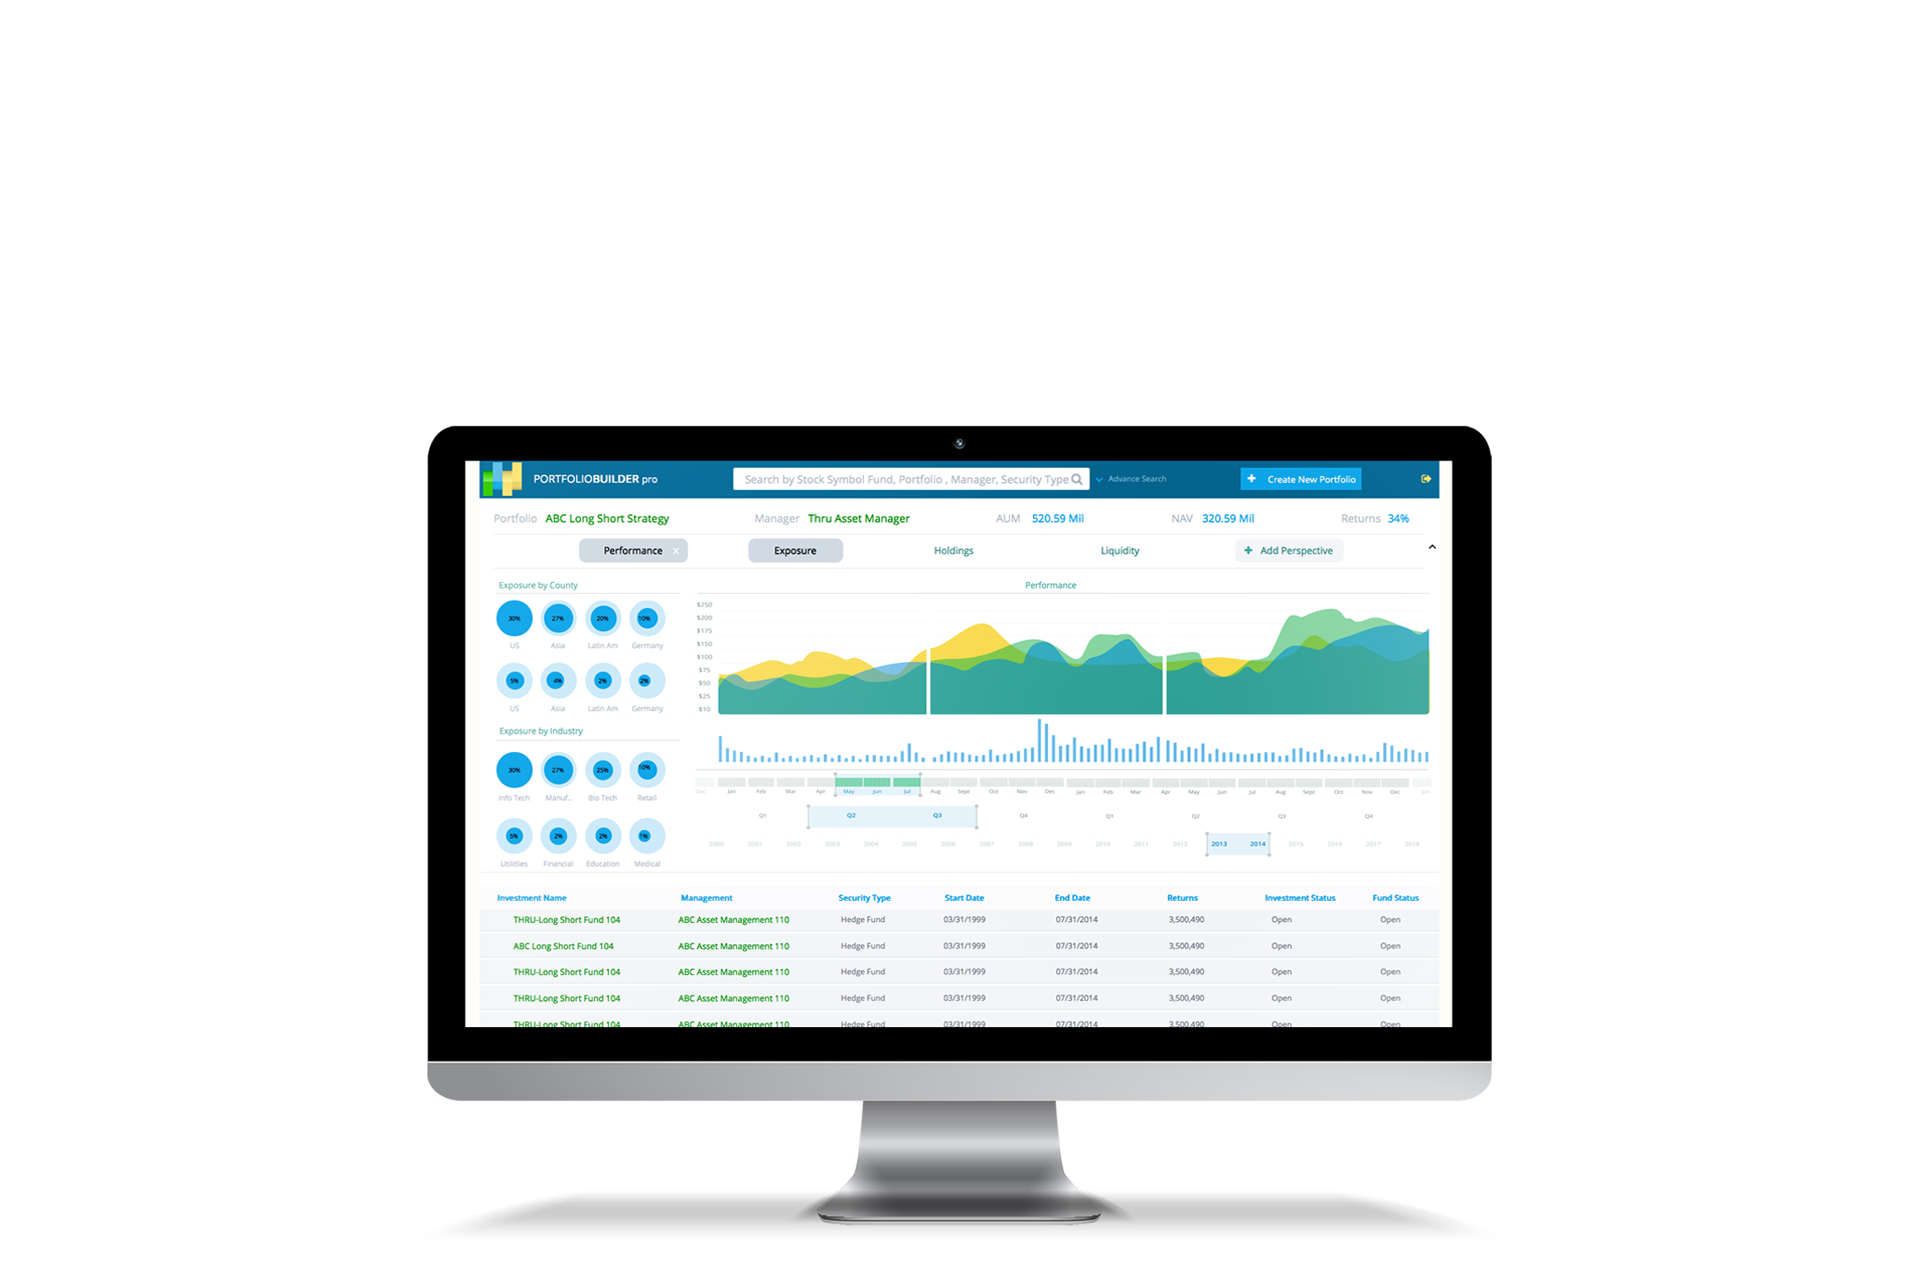 PORTFOLIOBUILDER pro
Search by Stock Symbol Fund, Portfolio , Manager, Security Type
Advance Search
+ Create New Portfolio
Portfolio ABC Long Short Strategy
Manager Thru Asset Manager
AUM 520.59 Mil
NAV 320.59 Mil
Returns 34%
Performance ×
Exposure
Holdings
Liquidity
+ Add Perspective
Exposure by County
30% 27% 20% 10%
US Asia Latin Am Germany
5% 4% 2% 2%
US Asia Latin Am Germany
Exposure by Industry
30% 27% 25% 10%
Info Tech Manuf... Bio Tech Retail
5% 2% 2% 1%
Utilitlies Financial Education Medical
Performance
$250
$200
$175
$150
$100
$75
$50
$25
$10
Dec Jan Feb Mar Apr May Jun Jul Aug Sept Oct Nov Dec Jan Feb Mar Apr May Jun Jul Aug Sept Oct Nov Dec Jan
Q1 Q2 Q3 Q4 Q1 Q2 Q3 Q4
2000 2001 2002 2003 2004 2005 2006 2007 2008 2009 2010 2011 2012 2013 2014 2015 2016 2017 2018
Investment Name Management Security Type Start Date End Date Returns Investment Status Fund Status
THRU-Long Short Fund 104 ABC Asset Management 110 Hedge Fund 03/31/1999 07/31/2014 3,500,490 Open Open
ABC Long Short Fund 104 ABC Asset Management 110 Hedge Fund 03/31/1999 07/31/2014 3,500,490 Open Open
THRU-Long Short Fund 104 ABC Asset Management 110 Hedge Fund 03/31/1999 07/31/2014 3,500,490 Open Open
THRU-Long Short Fund 104 ABC Asset Management 110 Hedge Fund 03/31/1999 07/31/2014 3,500,490 Open Open
THRU-Long Short Fund 104 ABC Asset Management 110 Hedge Fund 03/31/1999 07/31/2014 3,500,490 Open Open